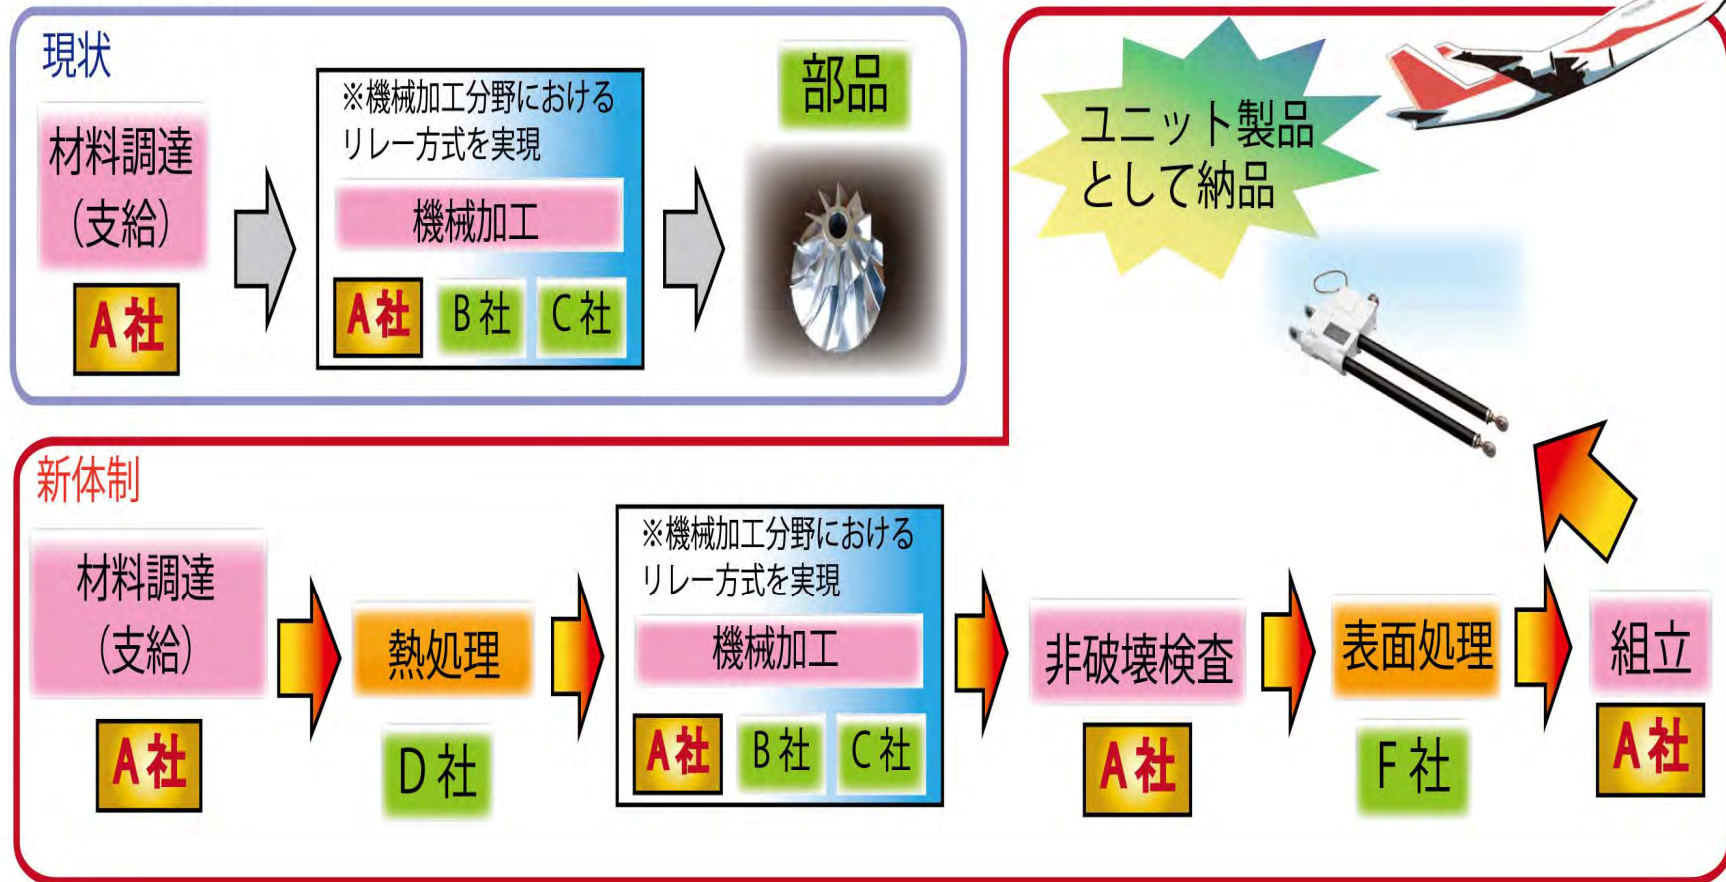 現状
材料調達
（支給）
A社
※機械加工分野における
リレー方式を実現
機械加工
A社
B社
C社
部品
ユニット製品
として納品
新体制
材料調達
（支給）
A社
熱処理
D社
※機械加工分野における
リレー方式を実現
機械加工
A社
B社
C社
非破壊検査
A社
表面処理
F社
組立
A社